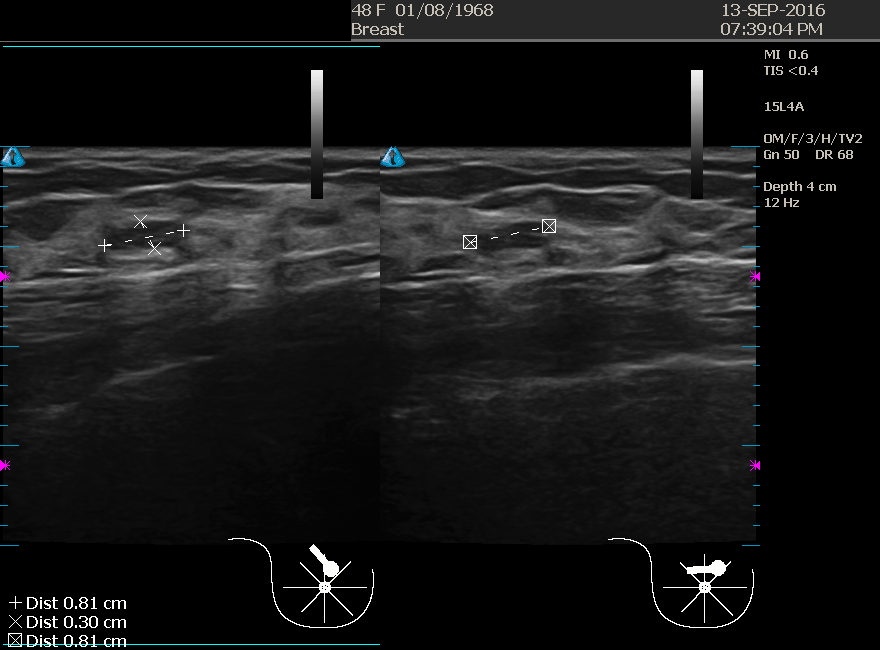 48 F 01/08/1968 13-SEP-2016
Breast 07:39:04 PM
MI 0.6
TIS <0.4
15L4A
OM/F/3/H/TV2
Gn 50 DR 68
Depth 4 cm
12 Hz
Dist 0.81 cm
Dist 0.30 cm
Dist 0.81 cm